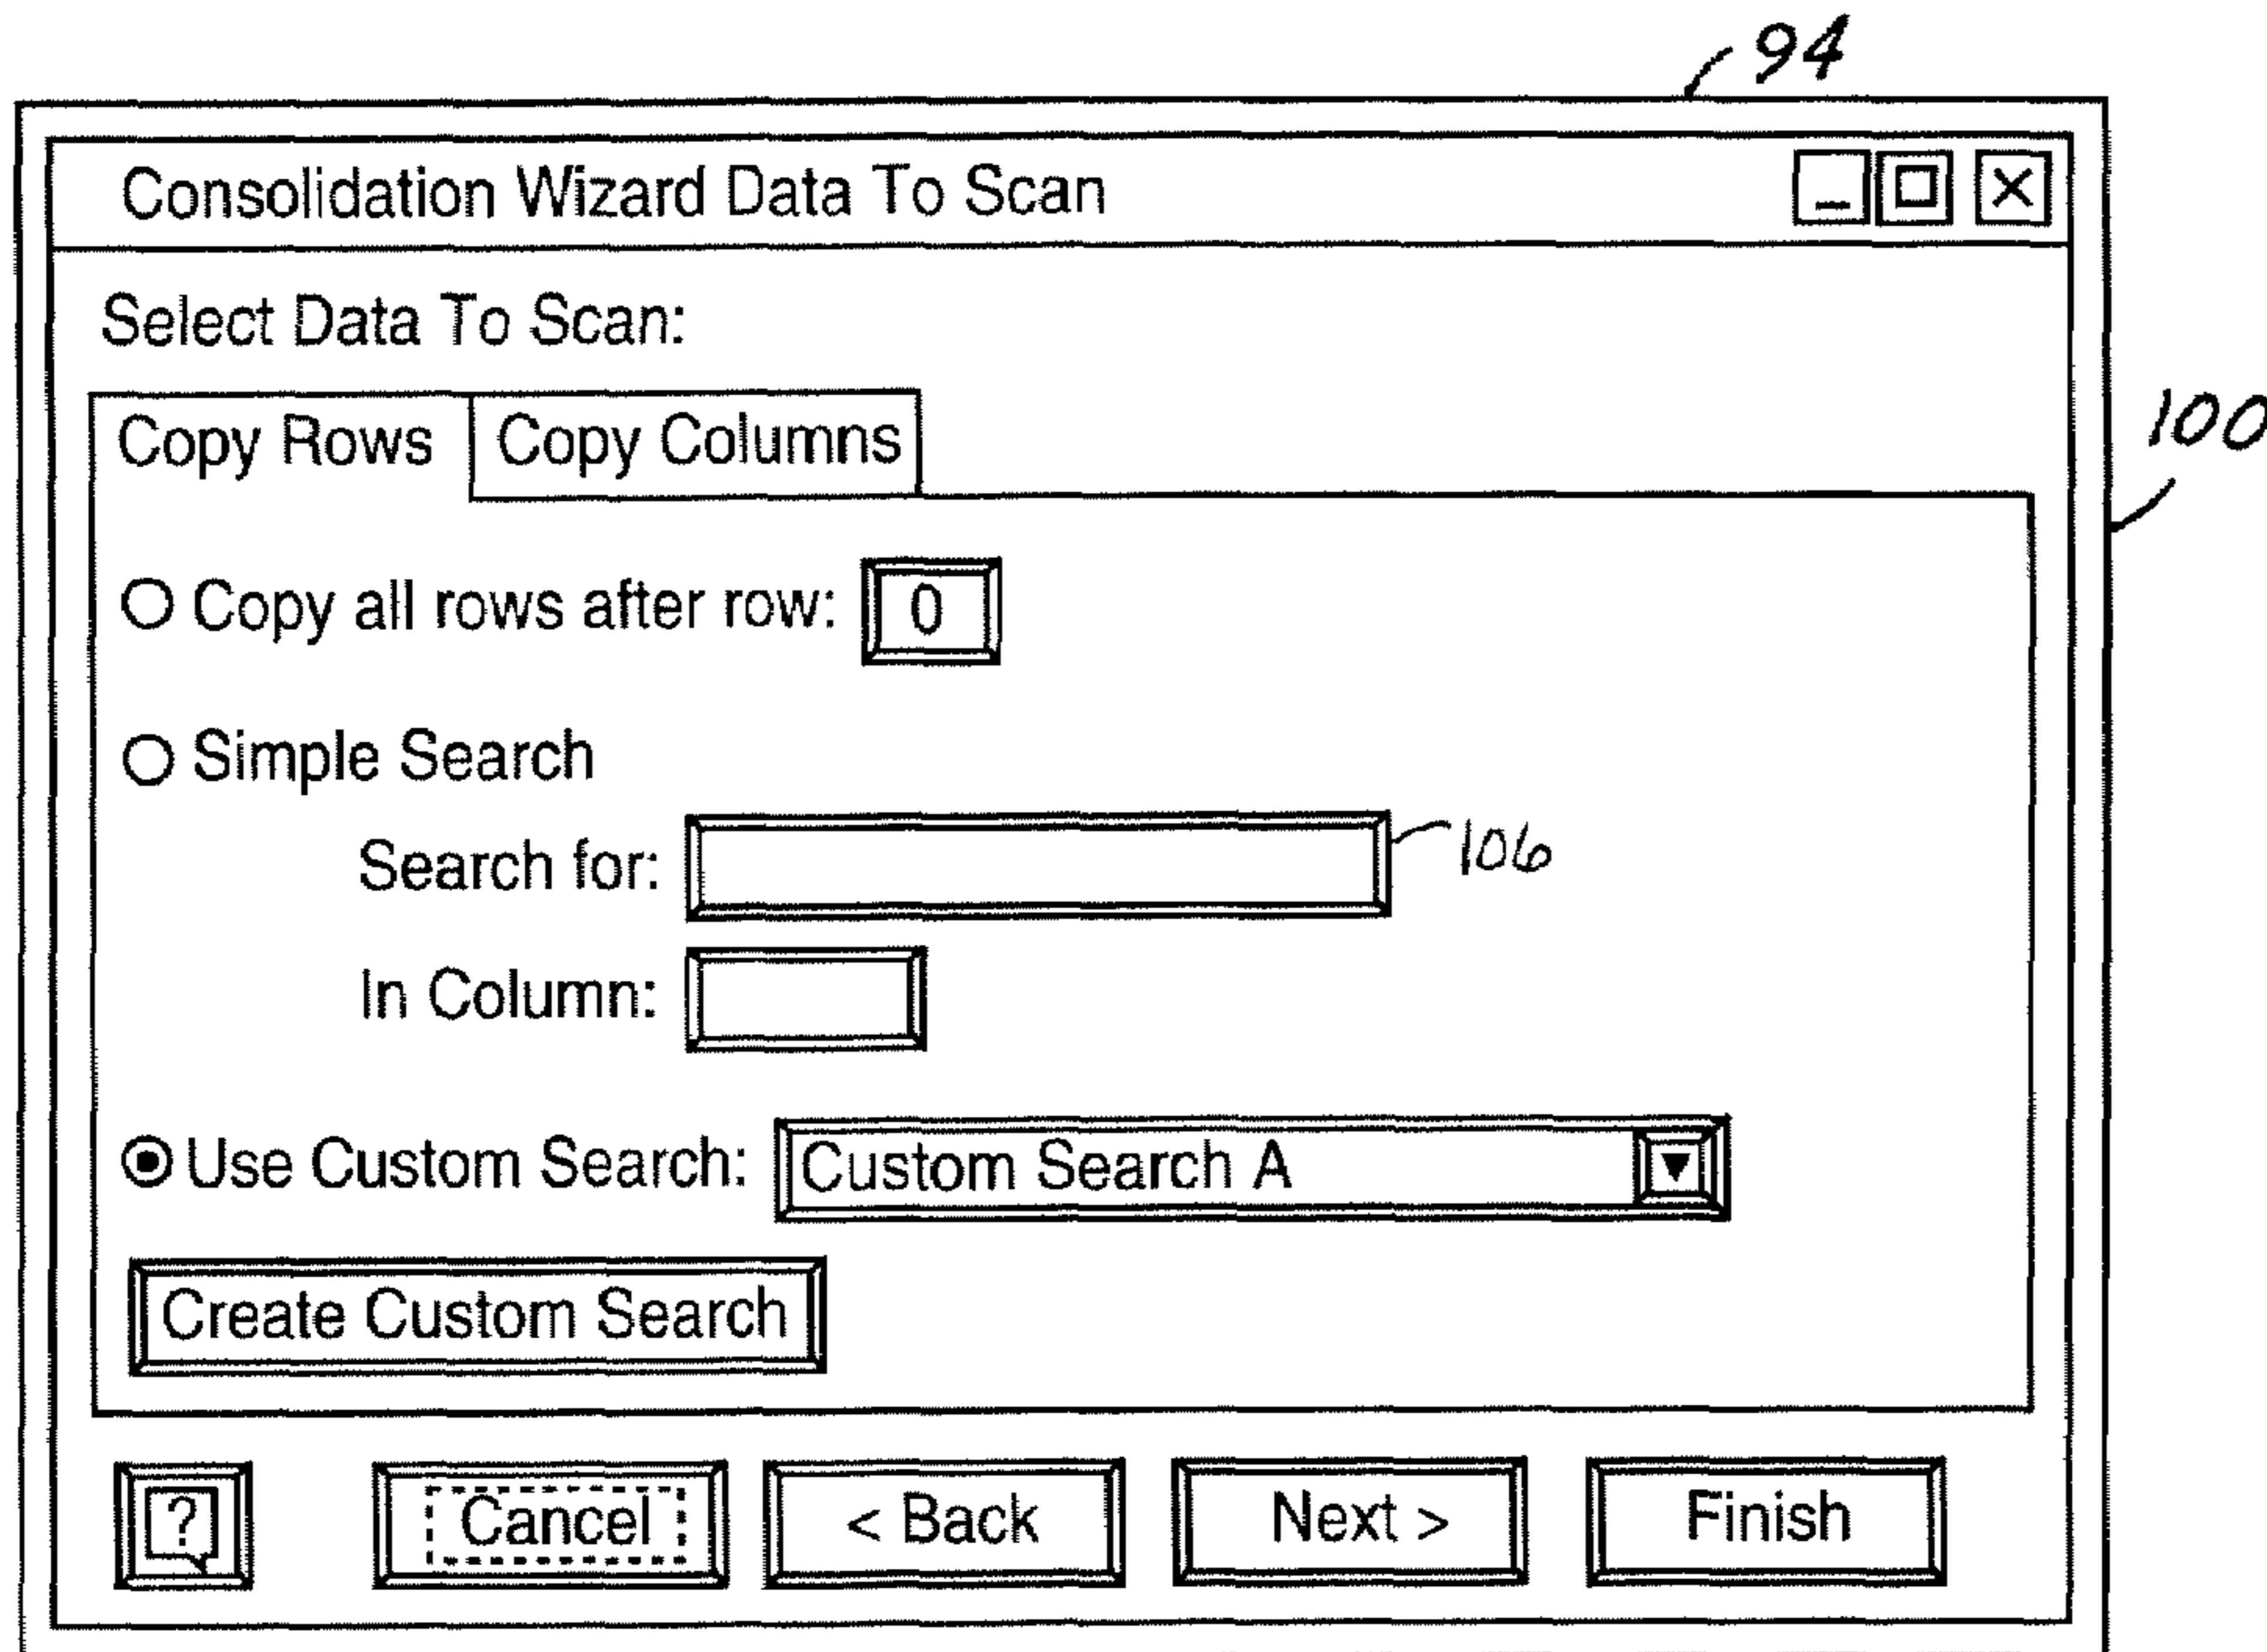 94
Consolidation Wizard Data To Scan
Select Data To Scan:
Copy Rows Copy Columns
100
Copy all rows after row: 0
Simple Search
Search for:
106
In Column:
Use Custom Search: Custom Search A
Create Custom Search
? Cancel < Back Next > Finish